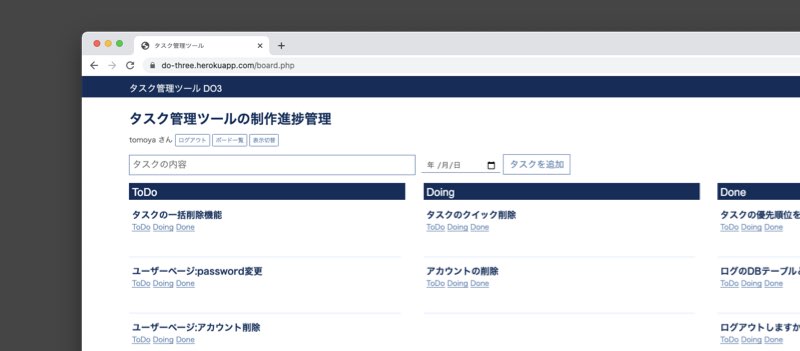 タスク管理ツール
do-three.herokuapp.com/board.php
タスク管理ツール DO3
タスク管理ツールの制作進捗管理
tomoya さん ログアウト ボード一覧 表示切替
タスクの内容 年 /月/日 タスクを追加
ToDo Doing Done
タスクの一括削除機能 タスクのクイック削除 タスクの優先順位を
ToDo Doing Done ToDo Doing Done ToDo Doing Done
ユーザーページ:password変更 アカウントの削除 ログのDBテーブル
ToDo Doing Done ToDo Doing Done ToDo Doing Done
ユーザーページ:アカウント削除 ログアウトしますか
ToDo Doing Done ToDo Doing Done